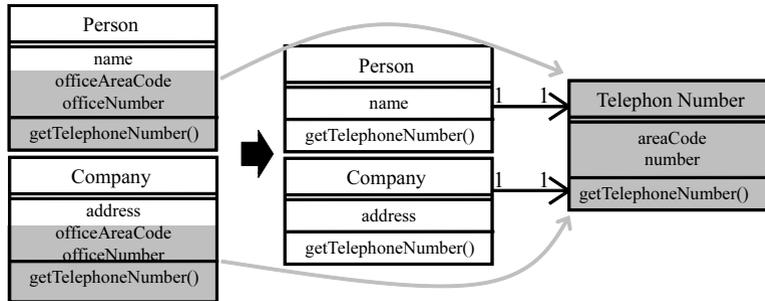 Person
name
officeAreaCode
officeNumber
getTelephoneNumber()
Company
address
officeAreaCode
officeNumber
getTelephoneNumber()
Person
name
getTelephoneNumber()
Company
address
getTelephoneNumber()
1 1
1 1
Telephon Number
areaCode
number
getTelephoneNumber()